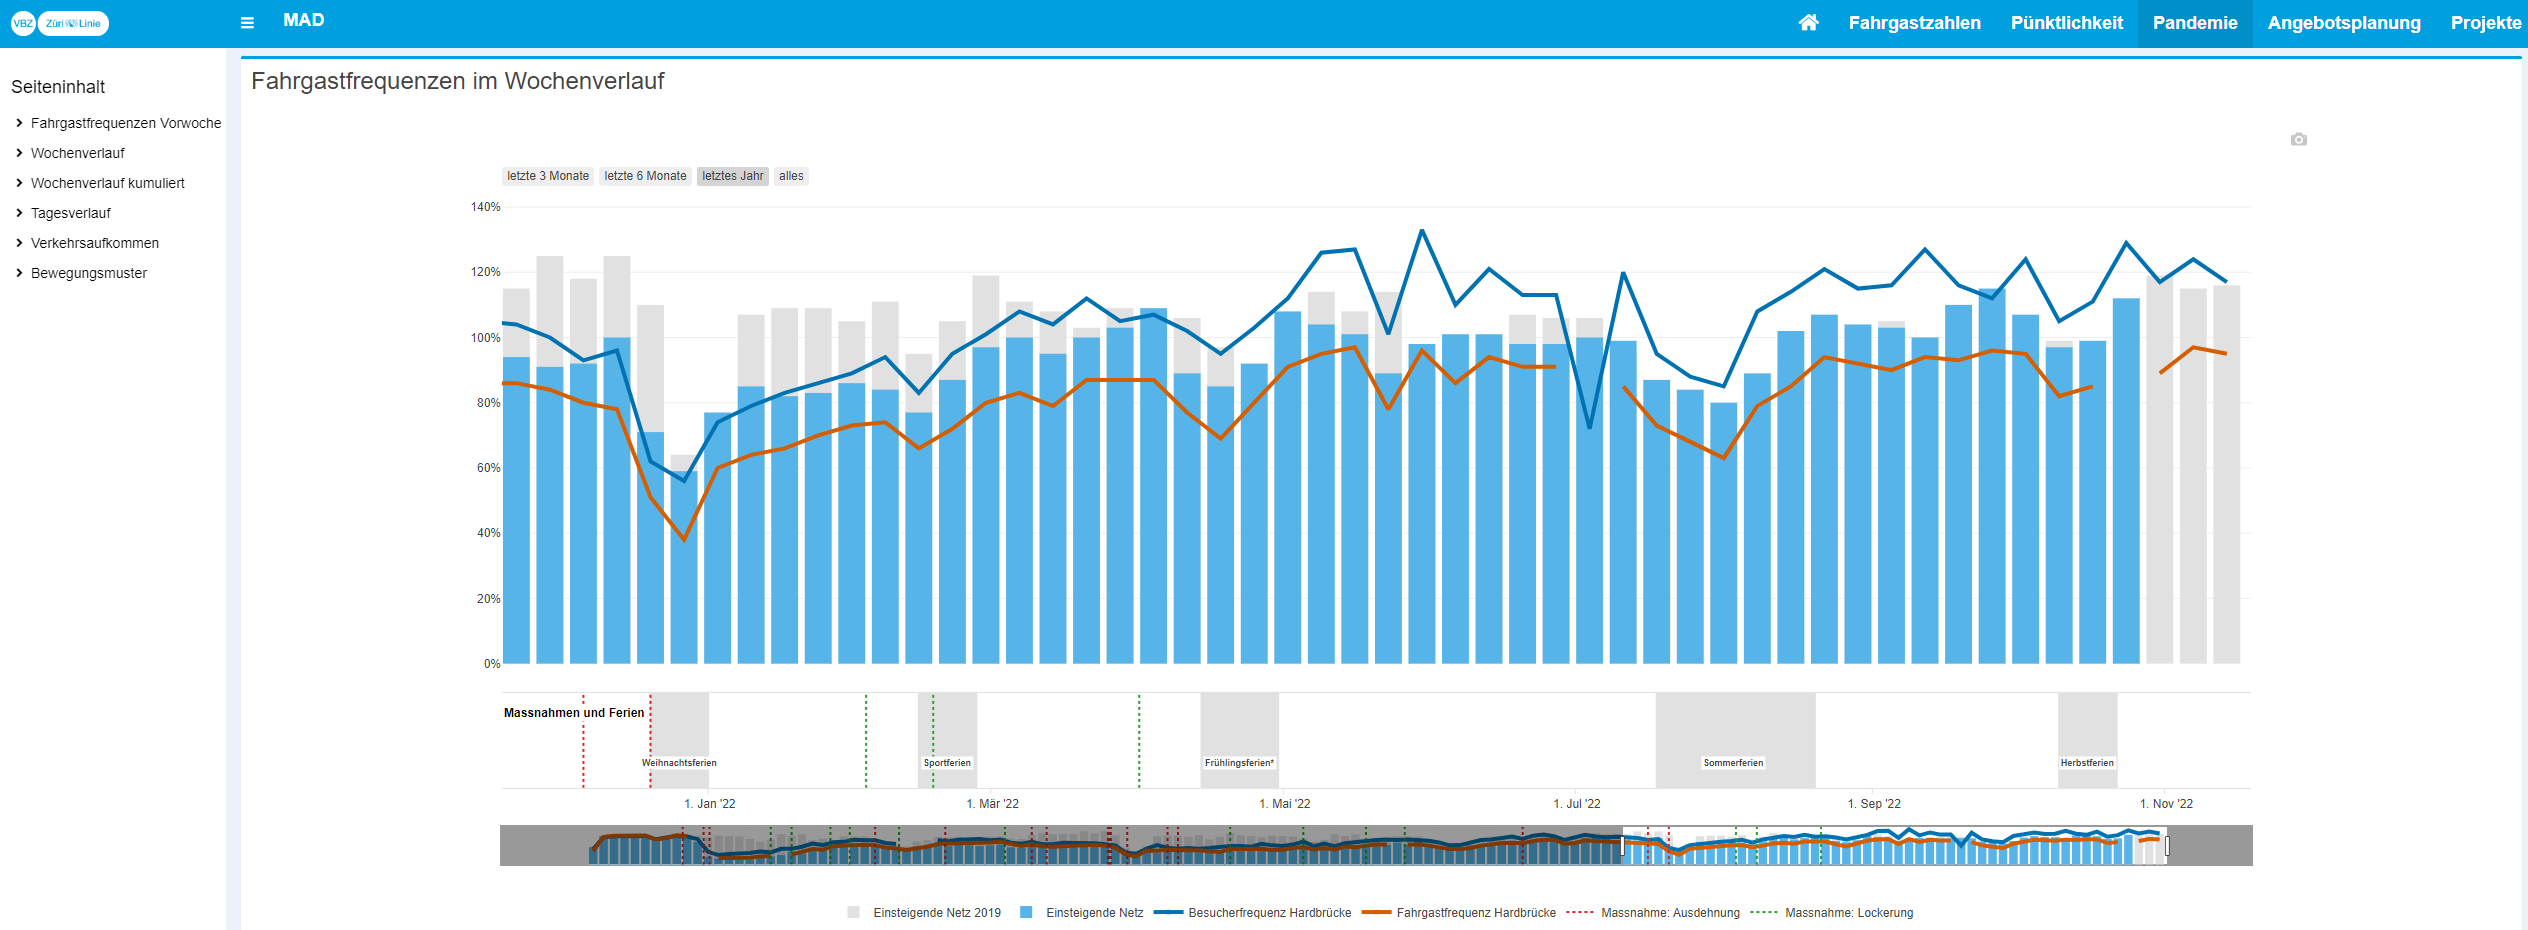 VBZ Züri Linie
MAD
Fahrgastzahlen Pünktlichkeit Pandemie Angebotsplanung Projekte
Seiteninhalt
Fahrgastfrequenzen Vorwoche
Wochenverlauf
Wochenverlauf kumuliert
Tagesverlauf
Verkehrsaufkommen
Bewegungsmuster
Fahrgastfrequenzen im Wochenverlauf
letzte 3 Monate letzte 6 Monate letztes Jahr alles
140%
120%
100%
80%
60%
40%
20%
0%
Massnahmen und Ferien
Weihnachtsferien Sportferien Frühlingsferien* Sommerferien Herbstferien
1. Jan '22 1. Mär '22 1. Mai '22 1. Jul '22 1. Sep '22 1. Nov '22
Einsteigende Netz 2019 Einsteigende Netz Besucherfrequenz Hardbrücke Fahrgastfrequenz Hardbrücke Massnahme: Ausdehnung Massnahme: Lockerung